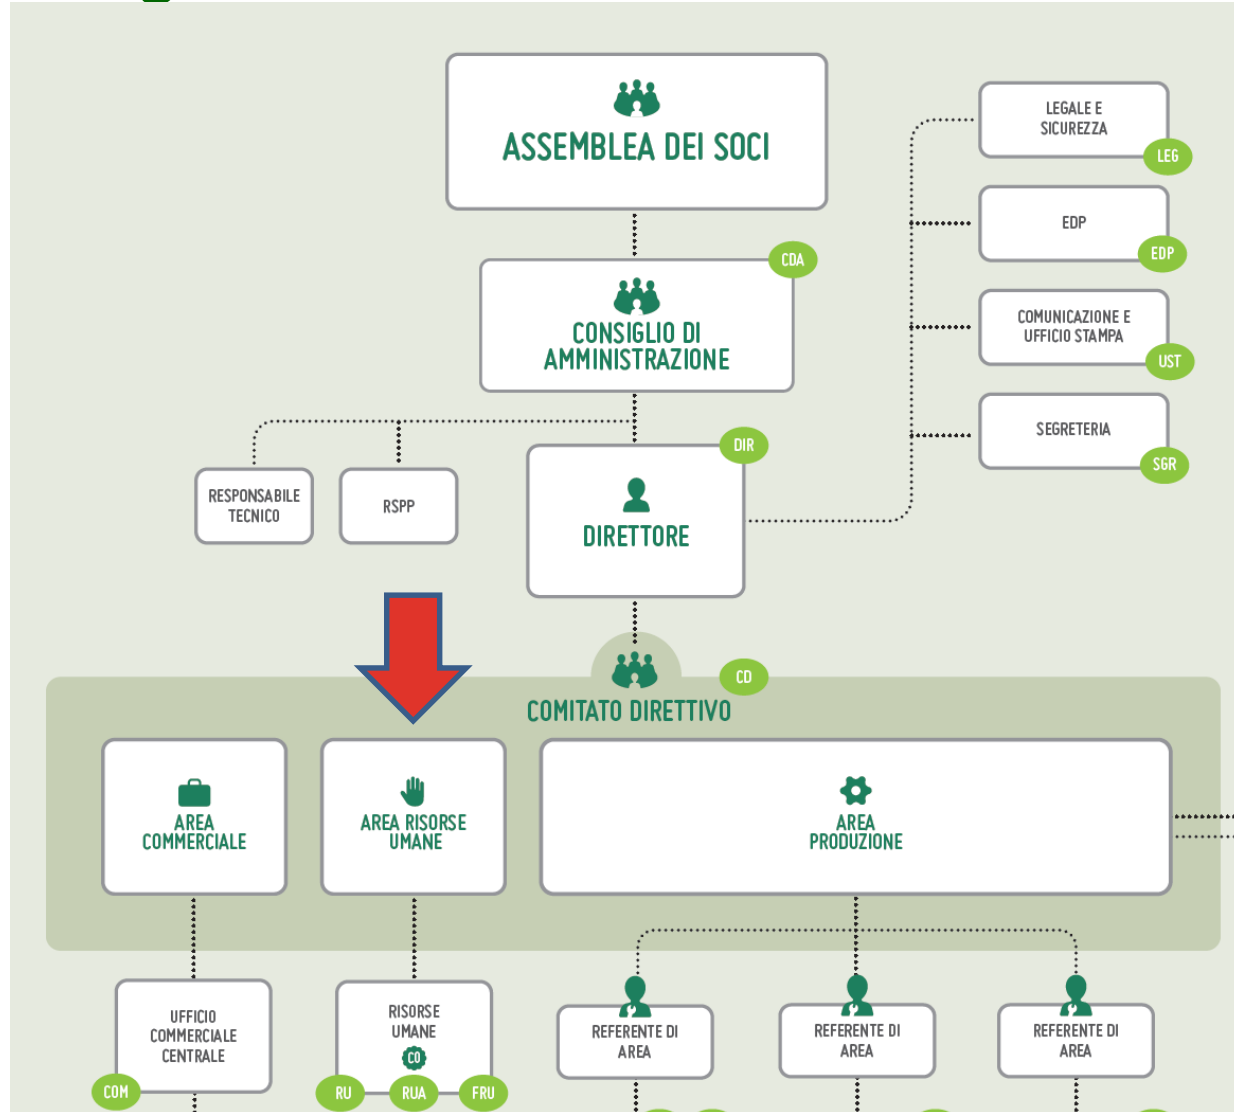 ASSEMBLEA DEI SOCI
CDA
CONSIGLIO DI
AMMINISTRAZIONE
LEGALE E
SICUREZZA
LEG
EDP
EDP
COMUNICAZIONE E
UFFICIO STAMPA
UST
SEGRETERIA
SGR
RESPONSABILE
TECNICO
RSPP
DIR
DIRETTORE
CD
COMITATO DIRETTIVO
AREA
COMMERCIALE
AREA RISORSE
UMANE
AREA
PRODUZIONE
UFFICIO
COMMERCIALE
CENTRALE
COM
RISORSE
UMANE
CO
RU
RUA
FRU
REFERENTE DI
AREA
REFERENTE DI
AREA
REFERENTE DI
AREA